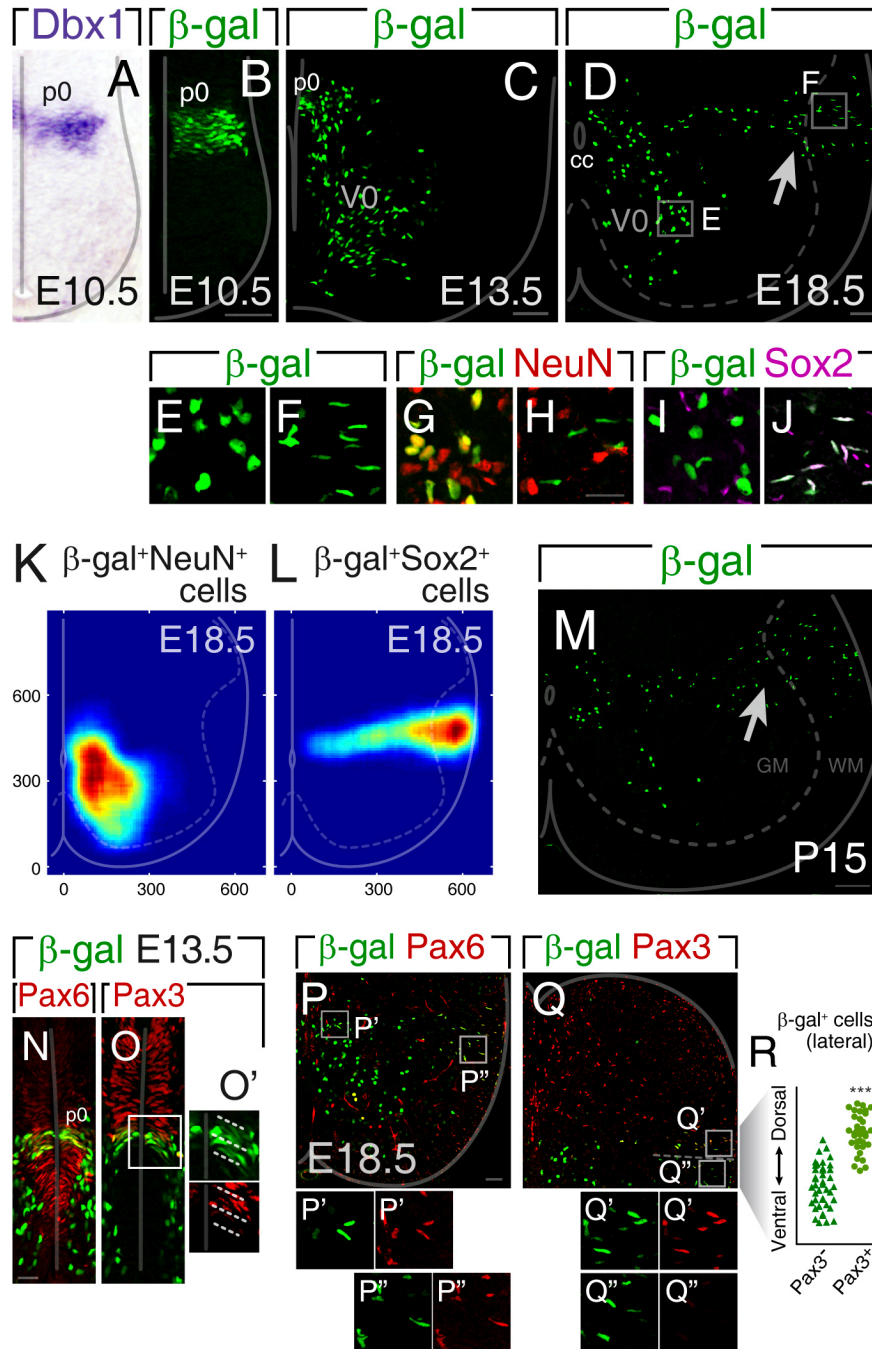 Dbx1
β-gal
β-gal
β-gal
A
p0
E10.5
B
p0
E10.5
C
p0
V0
E13.5
D
F
cc
V0
E
E18.5
β-gal
β-gal NeuN
β-gal Sox2
E
F
G
H
I
J
K
β-gal⁺NeuN⁺
cells
E18.5
600
300
0
0
300
600
L
β-gal⁺Sox2⁺
cells
E18.5
0
300
600
β-gal
M
GM
WM
P15
β-gal E13.5
Pax6
Pax3
N
p0
O
O’
β-gal Pax6
P
P’
P”
E18.5
P’
P’
P”
P”
β-gal Pax3
Q
Q’
Q”
Q’
Q’
Q”
Q”
R
β-gal⁺ cells
(lateral)
***
Ventral ↔ Dorsal
Pax3⁻
Pax3⁺